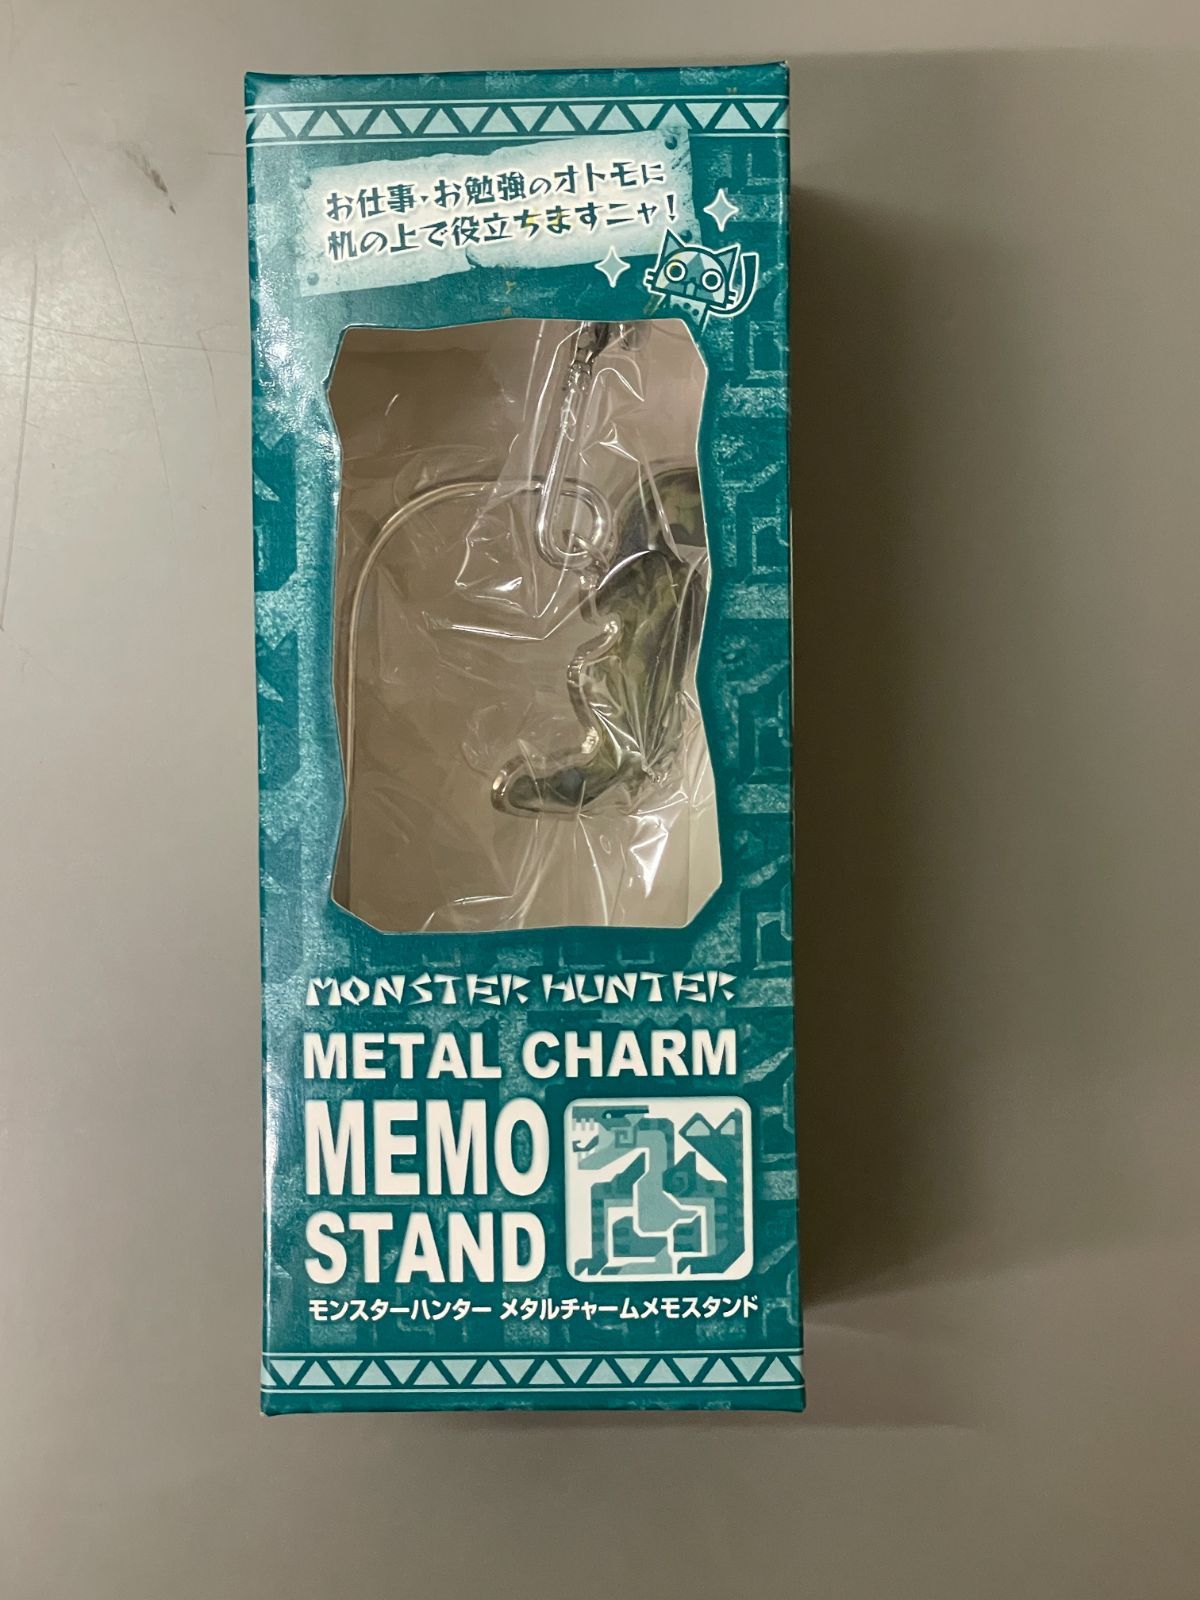 お仕事・お勉強のオトモに
机の上で役立ちますニャ！
MONSTER HUNTER
METAL CHARM
MEMO
STAND
モンスターハンター メタルチャームメモスタンド